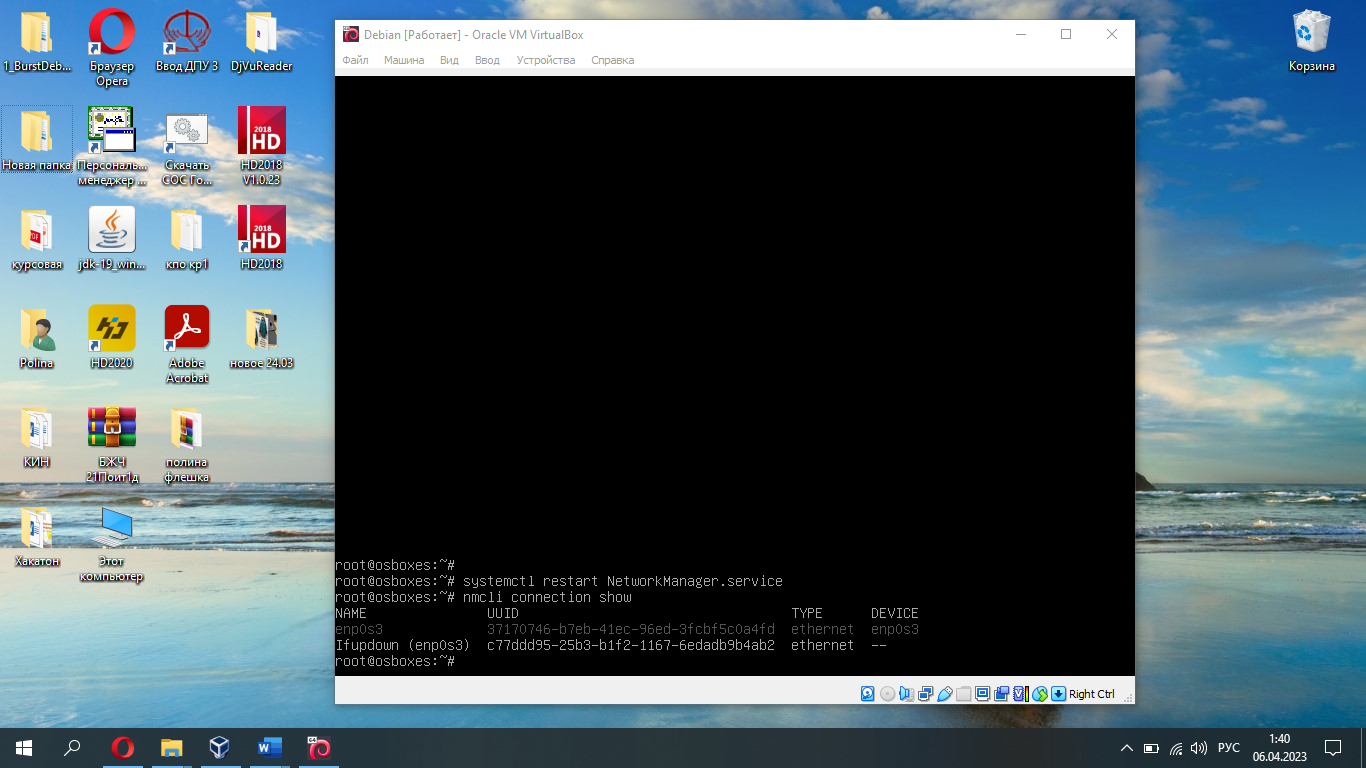 1_BurstDeb...
Браузер
Opera
Ввод ДПУ 3
DjVuReader
Корзина
Новая папка
Персональ...
менеджер ...
Скачать
СОС Го...
2018
HD
HD2018
V1.0.23
курсовая
jdk-19_win...
кпо кр1
2018
HD
HD2018
Polina
HD2020
Adobe
Acrobat
новое 24.03
КИН
БЖЧ
21Поит1д
полина
флешка
Хакатон
Этот
компьютер
Debian [Работает] - Oracle VM VirtualBox
Файл Машина Вид Ввод Устройства Справка
root@osboxes:~#
root@osboxes:~# systemctl restart NetworkManager.service
root@osboxes:~# nmcli connection show
NAME UUID TYPE DEVICE
enp0s3 37170746-b7eb-41ec-96ed-3fcbf5c0a4fd ethernet enp0s3
Ifupdown (enp0s3) c77ddd95-25b3-b1f2-1167-6edadb9b4ab2 ethernet --
root@osboxes:~#
Right Ctrl
РУС
1:40
06.04.2023